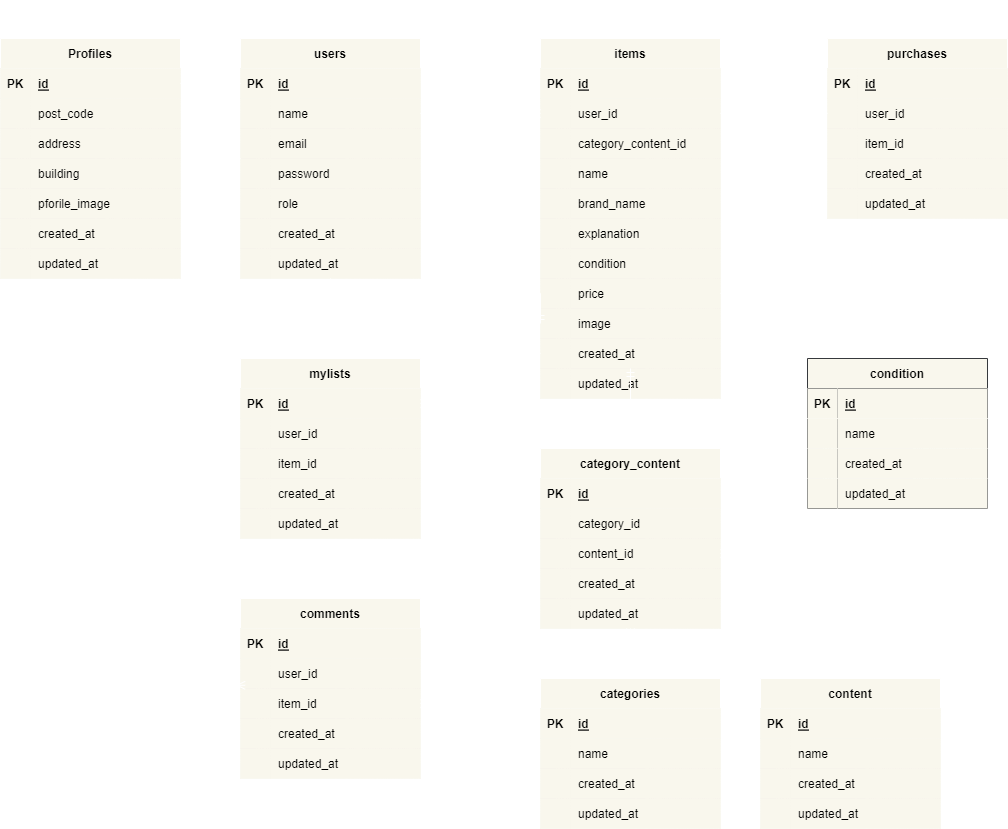 Profiles
PK id
post_code
address
building
pforile_image
created_at
updated_at
users
PK id
name
email
password
role
created_at
updated_at
items
PK id
user_id
category_content_id
name
brand_name
explanation
condition
price
image
created_at
updated_at
purchases
PK id
user_id
item_id
created_at
updated_at
mylists
PK id
user_id
item_id
created_at
updated_at
condition
PK id
name
created_at
updated_at
category_content
PK id
category_id
content_id
created_at
updated_at
comments
PK id
user_id
item_id
created_at
updated_at
categories
PK id
name
created_at
updated_at
content
PK id
name
created_at
updated_at